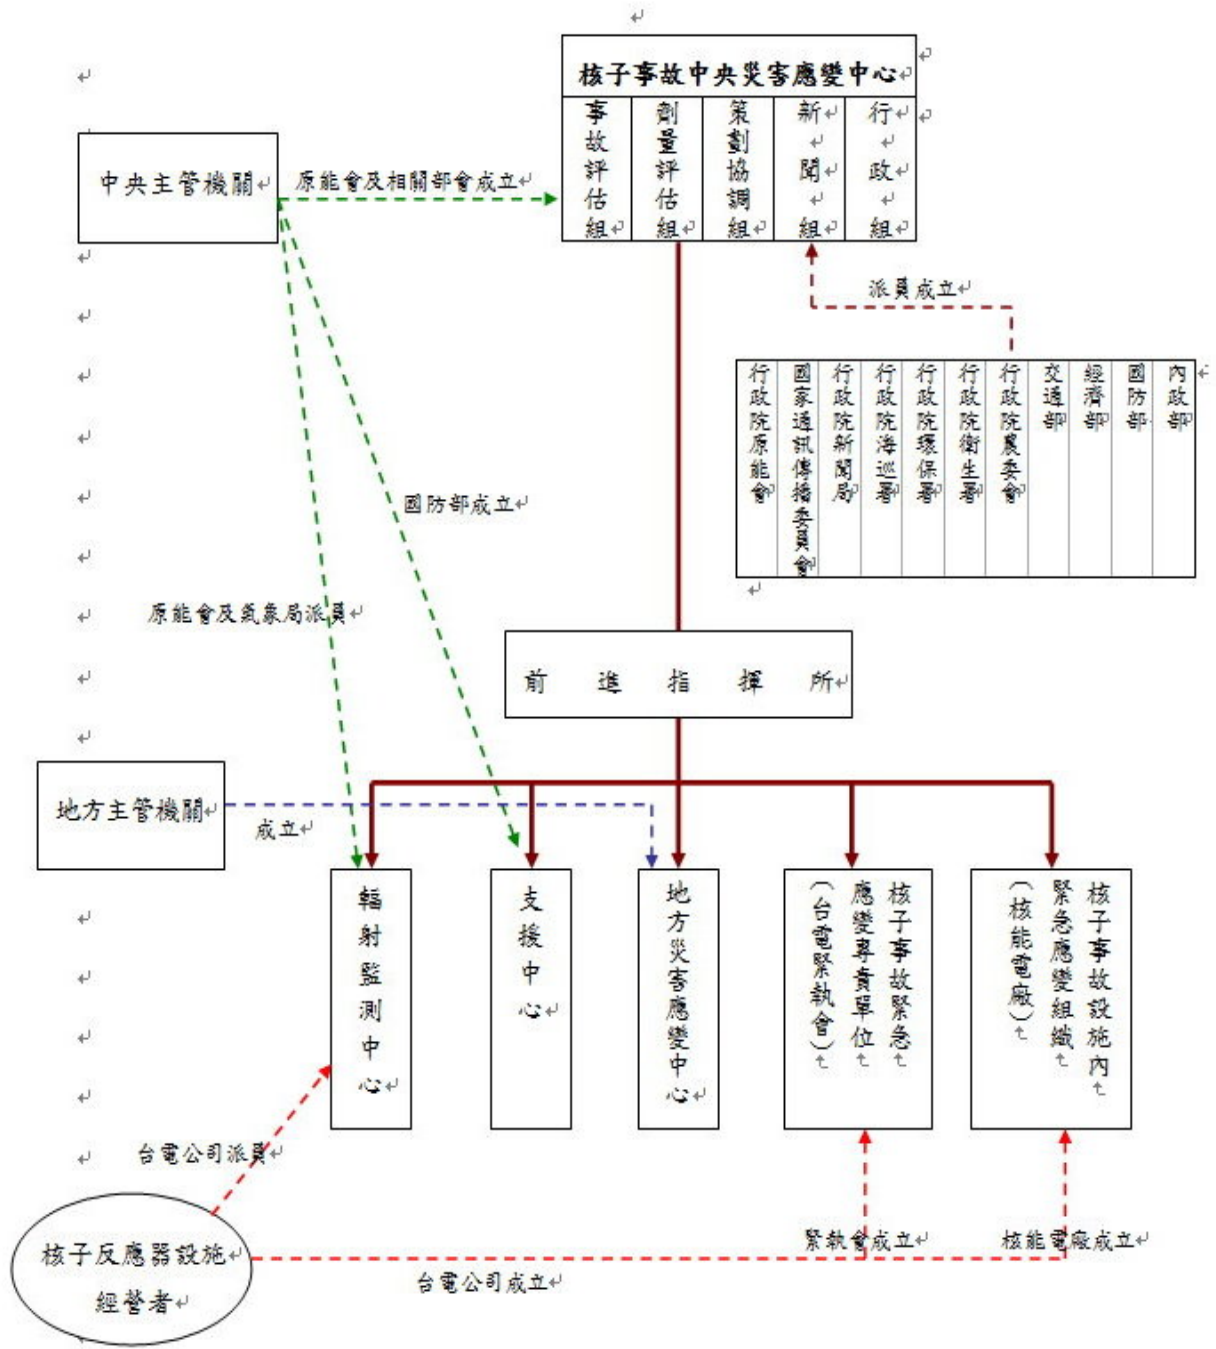 核子事故中央災害應變中心
事故評估組
劑量評估組
策劃協調組
新聞組
行政組
中央主管機關
原能會及相關部會成立
派員成立
行政院原能會
國家通訊傳播委員會
行政院新聞局
行政院海巡署
行政院環保署
行政院衛生署
行政院農委會
交通部
經濟部
國防部
內政部
國防部成立
原能會及氣象局派員
前進指揮所
地方主管機關
成立
輻射監測中心
支援中心
地方災害應變中心
核子事故緊急
應變專責單位
(台電緊執會)
核子事故設施內
緊急應變組織
(核能電廠)
台電公司派員
核子反應器設施
經營者
台電公司成立
緊執會成立
核能電廠成立